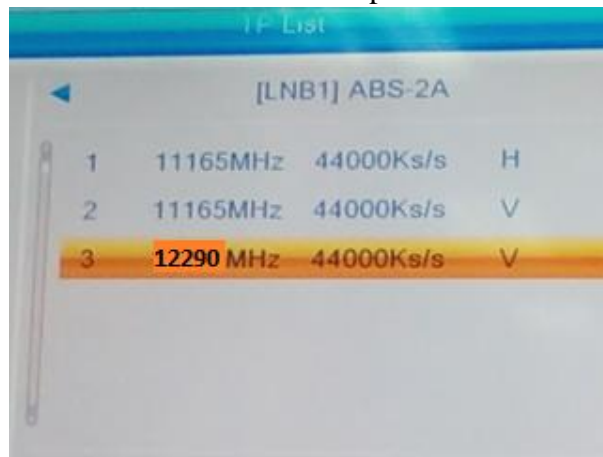 TP List
[LNB1] ABS-2A
1 11165MHz 44000Ks/s H
2 11165MHz 44000Ks/s V
3 12290 MHz 44000Ks/s V